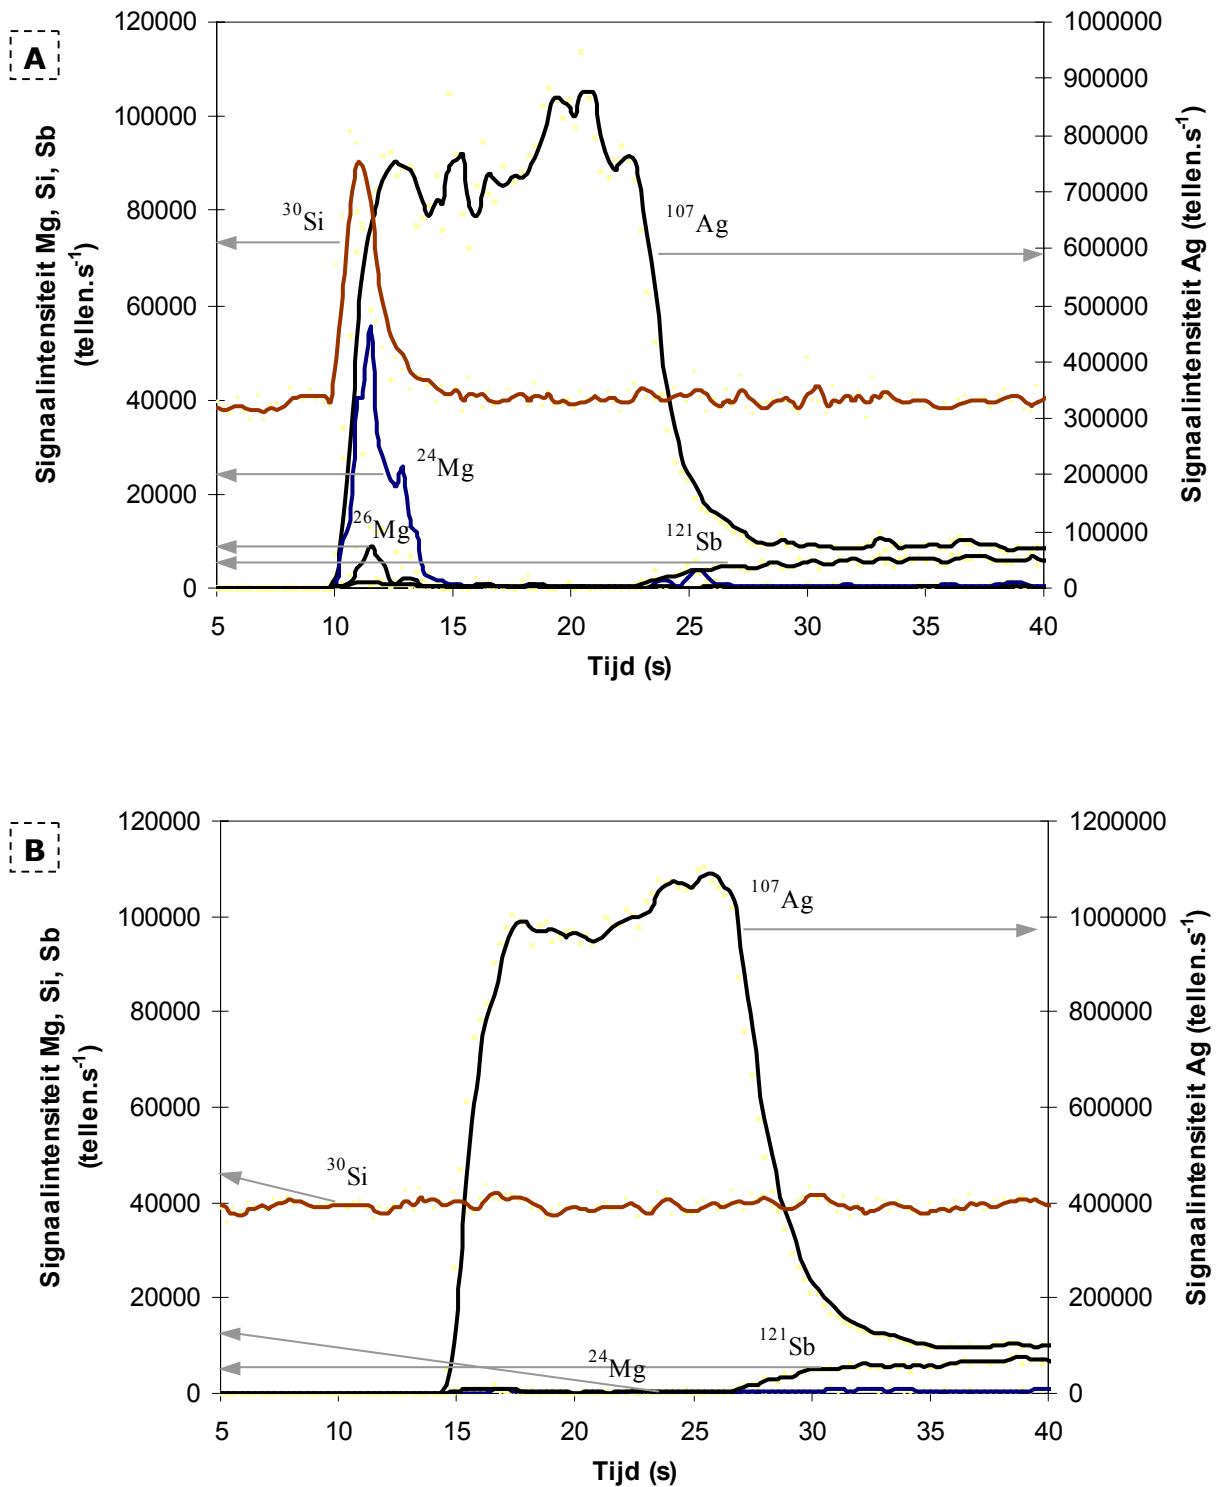 A
120000
100000
80000
60000
40000
20000
0
1000000
900000
800000
700000
600000
500000
400000
300000
200000
100000
0
Signaalintensiteit Mg, Si, Sb
(tellen.s-1)
Signaalintensiteit Ag (tellen.s-1)
30Si
107Ag
24Mg
26Mg
121Sb
5 10 15 20 25 30 35 40
Tijd (s)
B
120000
100000
80000
60000
40000
20000
0
1200000
1000000
800000
600000
400000
200000
0
Signaalintensiteit Mg, Si, Sb
(tellen.s-1)
Signaalintensiteit Ag (tellen.s-1)
107Ag
30Si
121Sb
24Mg
5 10 15 20 25 30 35 40
Tijd (s)